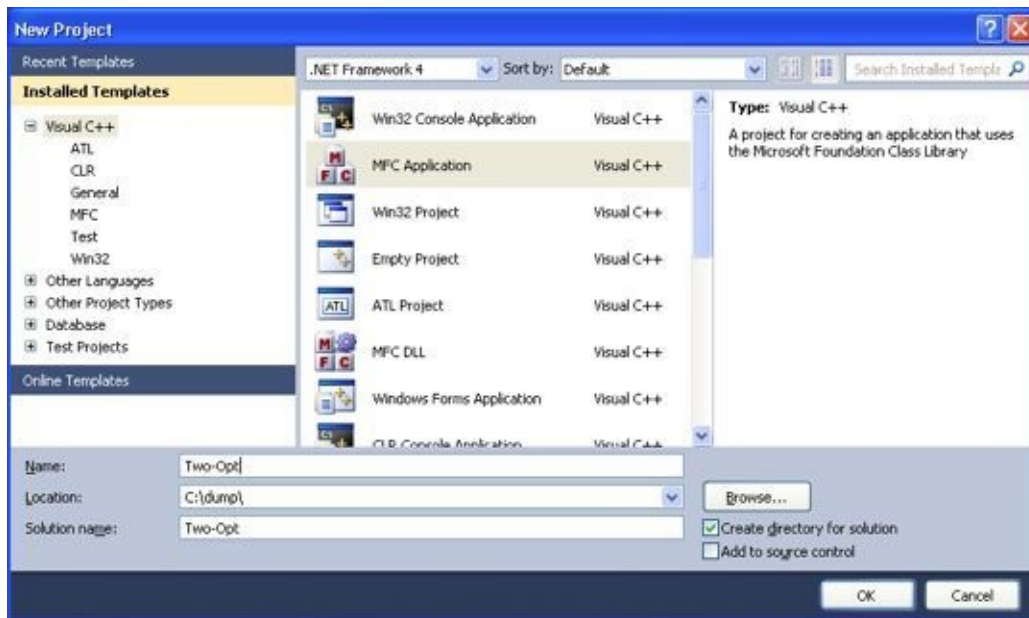 New Project
Recent Templates
Installed Templates
Visual C++
ATL
CLR
General
MFC
Test
Win32
Other Languages
Other Project Types
Database
Test Projects
Online Templates
.NET Framework 4 Sort by: Default Search Installed Templa
Win32 Console Application Visual C++
MFC Application Visual C++
Win32 Project Visual C++
Empty Project Visual C++
ATL Project Visual C++
MFC DLL Visual C++
Windows Forms Application Visual C++
CLR Console Application Visual C++
Type: Visual C++
A project for creating an application that uses
the Microsoft Foundation Class Library
Name: Two-Opt
Location: C:\dump\
Solution name: Two-Opt
Browse...
Create directory for solution
Add to source control
OK Cancel